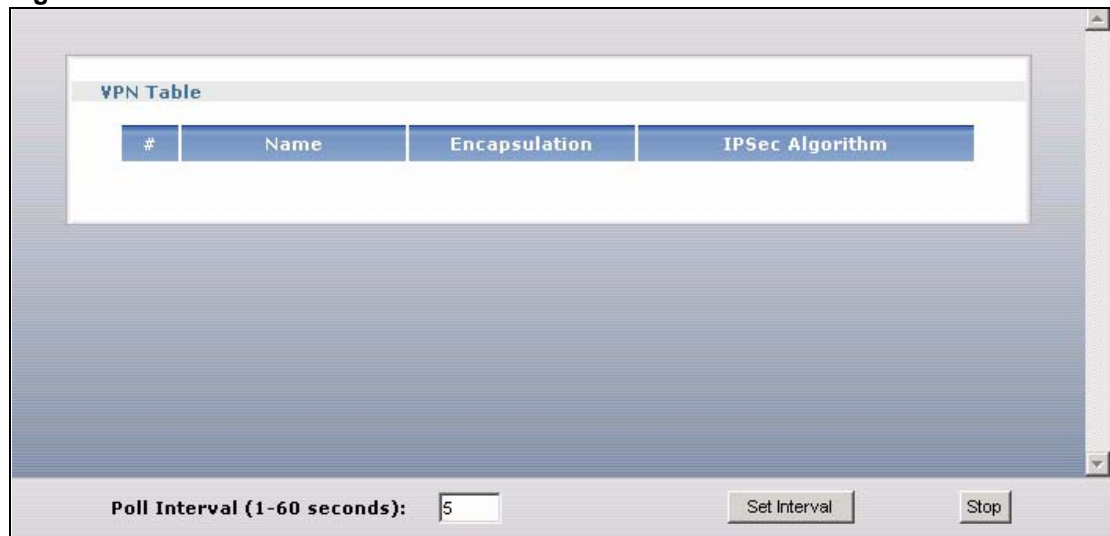 VPN Table
# Name Encapsulation IPSec Algorithm
Poll Interval (1-60 seconds): 5 Set Interval Stop